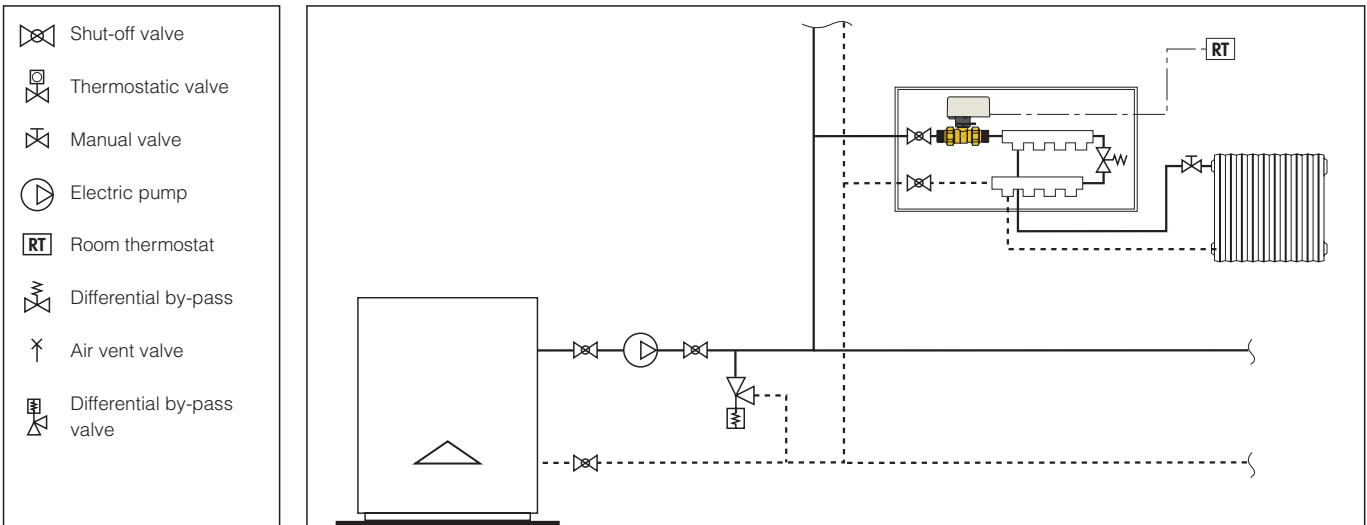 Shut-off valve
Thermostatic valve
Manual valve
Electric pump
RT Room thermostat
Differential by-pass
Air vent valve
Differential by-pass
valve
RT